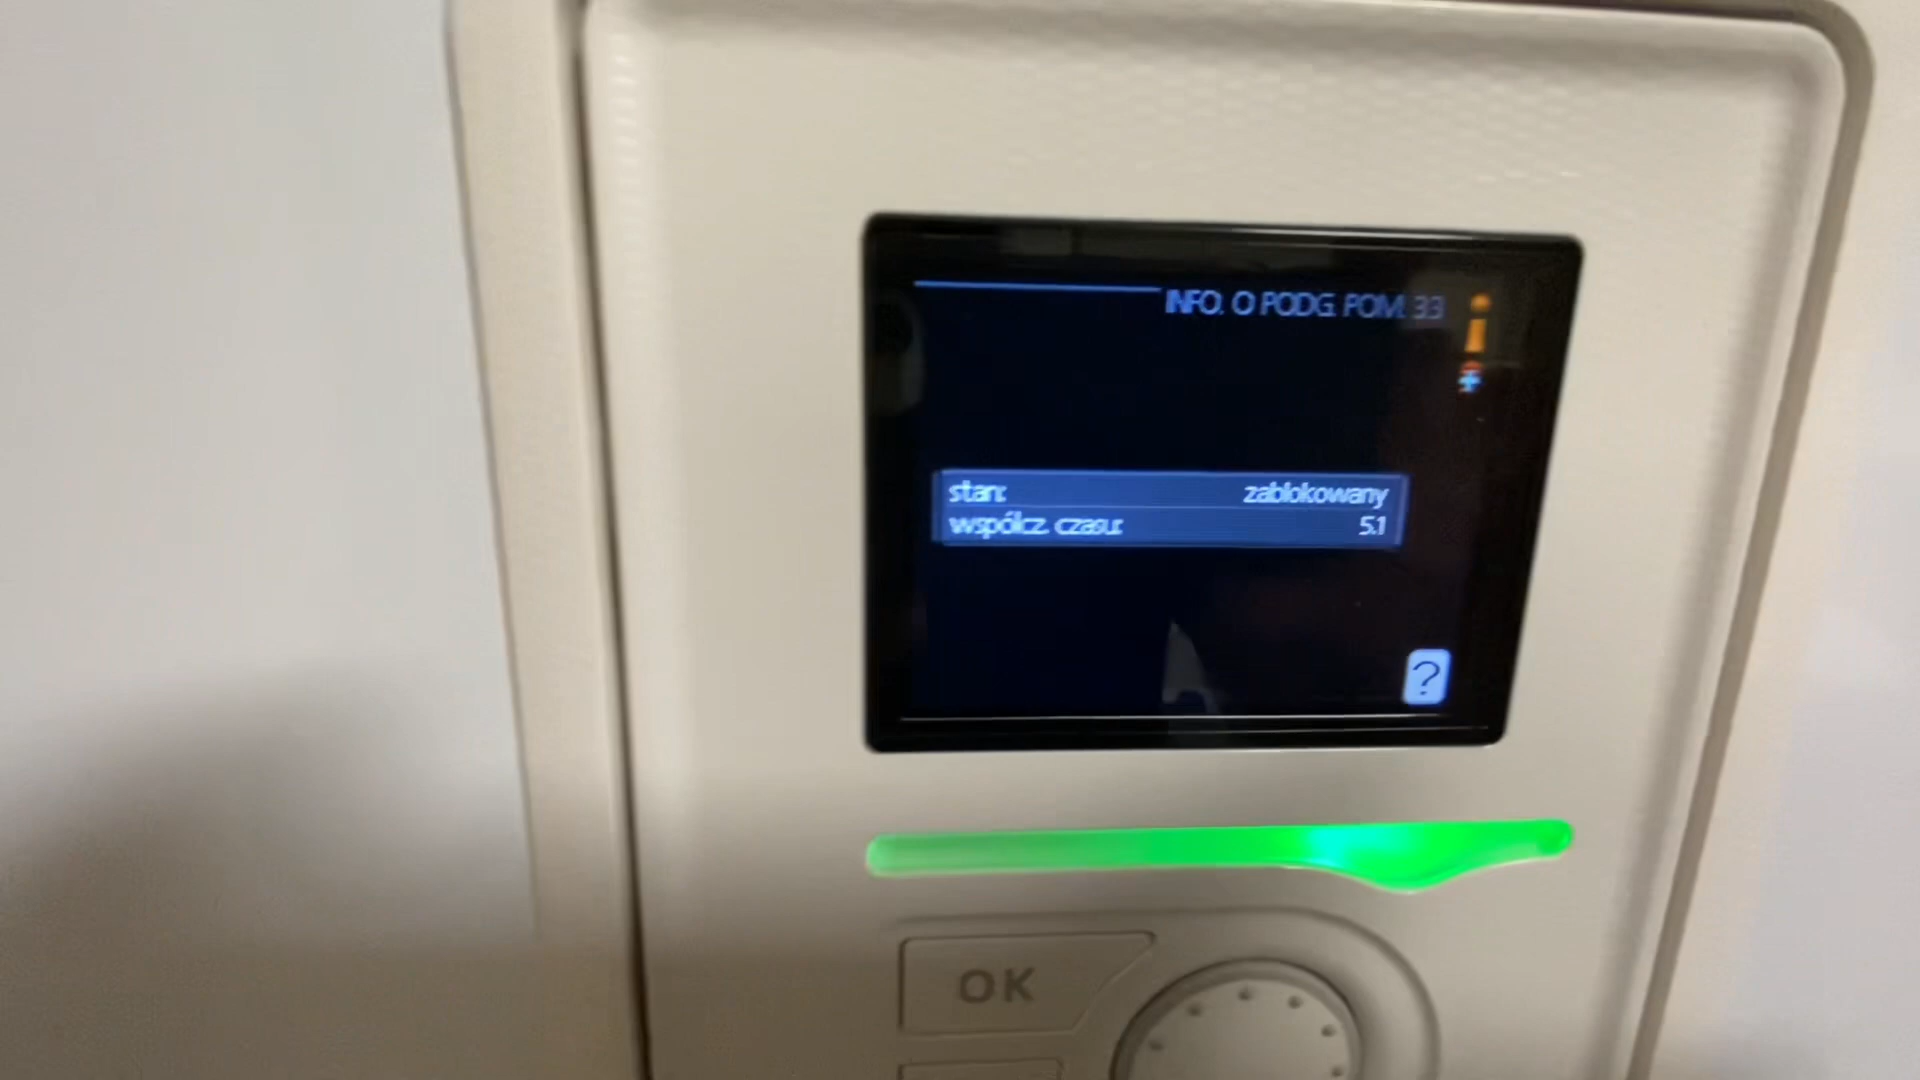 INFO. O PODG. POM. 3.3
stan: zablokowany
współcz. czasu: 5.1
?
OK